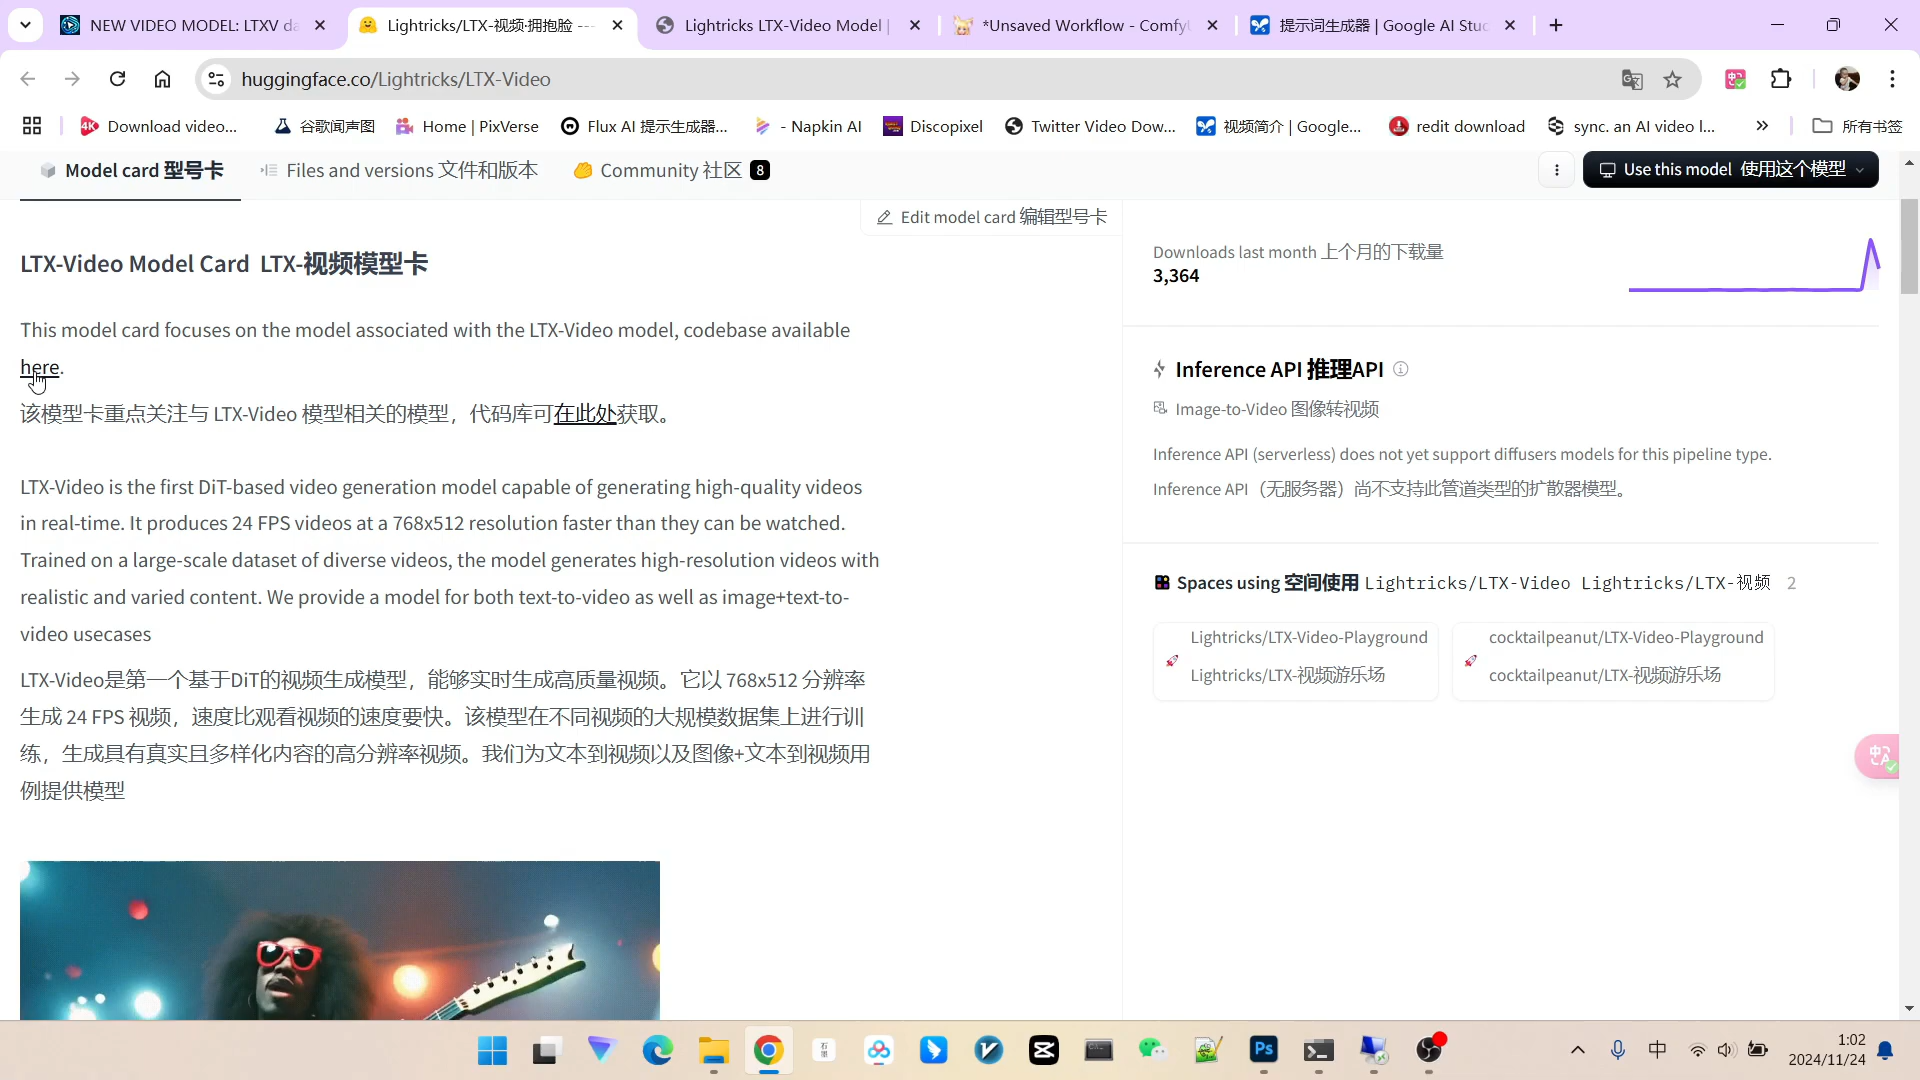 NEW VIDEO MODEL: LTXV da
Lightricks/LTX-视频·拥抱脸 ---
Lightricks LTX-Video Model |
*Unsaved Workflow - ComfyU
提示词生成器 | Google AI Stud
huggingface.co/Lightricks/LTX-Video
Download video...
谷歌闻声图
Home | PixVerse
Flux AI 提示生成器...
- Napkin AI
Discopixel
Twitter Video Dow...
视频简介 | Google...
redit download
sync. an AI video l...
所有书签
Model card 型号卡
Files and versions 文件和版本
Community 社区 8
Use this model 使用这个模型
Edit model card 编辑型号卡
LTX-Video Model Card LTX-视频模型卡
This model card focuses on the model associated with the LTX-Video model, codebase available
here.
该模型卡重点关注与 LTX-Video 模型相关的模型，代码库可在此处获取。
LTX-Video is the first DiT-based video generation model capable of generating high-quality videos
in real-time. It produces 24 FPS videos at a 768x512 resolution faster than they can be watched.
Trained on a large-scale dataset of diverse videos, the model generates high-resolution videos with
realistic and varied content. We provide a model for both text-to-video as well as image+text-to-
video usecases
LTX-Video是第一个基于DiT的视频生成模型，能够实时生成高质量视频。它以 768x512 分辨率
生成 24 FPS 视频，速度比观看视频的速度要快。该模型在不同视频的大规模数据集上进行训
练，生成具有真实且多样化内容的高分辨率视频。我们为文本到视频以及图像+文本到视频用
例提供模型
Downloads last month 上个月的下载量
3,364
Inference API 推理API
Image-to-Video 图像转视频
Inference API (serverless) does not yet support diffusers models for this pipeline type.
Inference API（无服务器）尚不支持此管道类型的扩散器模型。
Spaces using 空间使用 Lightricks/LTX-Video Lightricks/LTX-视频 2
Lightricks/LTX-Video-Playground
Lightricks/LTX-视频游乐场
cocktailpeanut/LTX-Video-Playground
cocktailpeanut/LTX-视频游乐场
Ps
中
1:02
2024/11/24